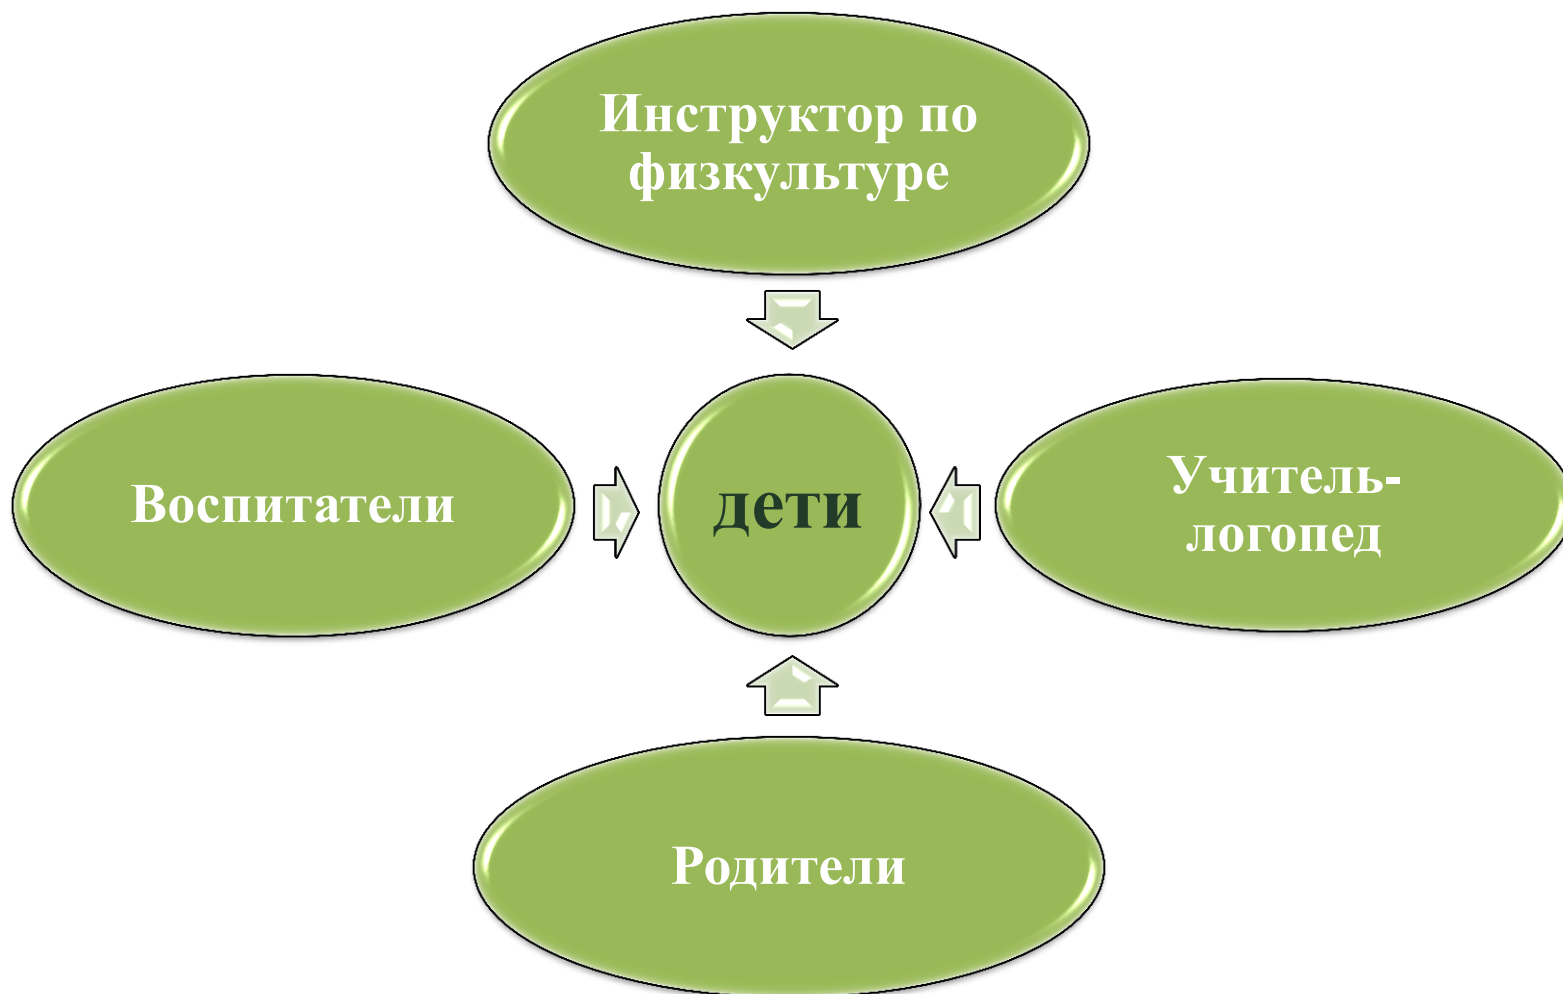 Инструктор по
физкультуре
Воспитатели
дети
Учитель-
логопед
Родители